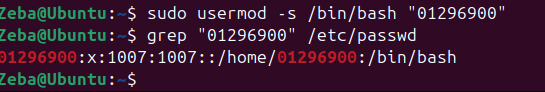 Zeba@Ubuntu:~$ sudo usermod -s /bin/bash "01296900"
Zeba@Ubuntu:~$ grep "01296900" /etc/passwd
01296900:x:1007:1007::/home/01296900:/bin/bash
Zeba@Ubuntu:~$